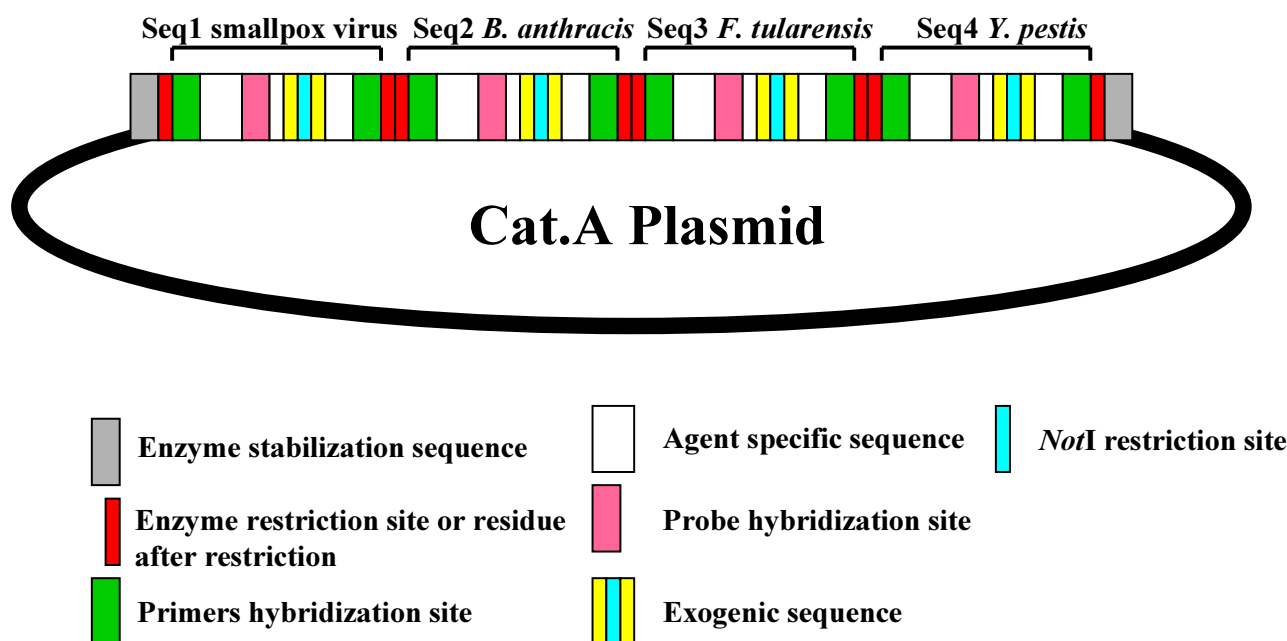 Seq1 smallpox virus Seq2 B. anthracis Seq3 F. tularensis Seq4 Y. pestis
Cat.A Plasmid
Enzyme stabilization sequence
Enzyme restriction site or residue
after restriction
Primers hybridization site
Agent specific sequence
Probe hybridization site
Exogenic sequence
NotI restriction site